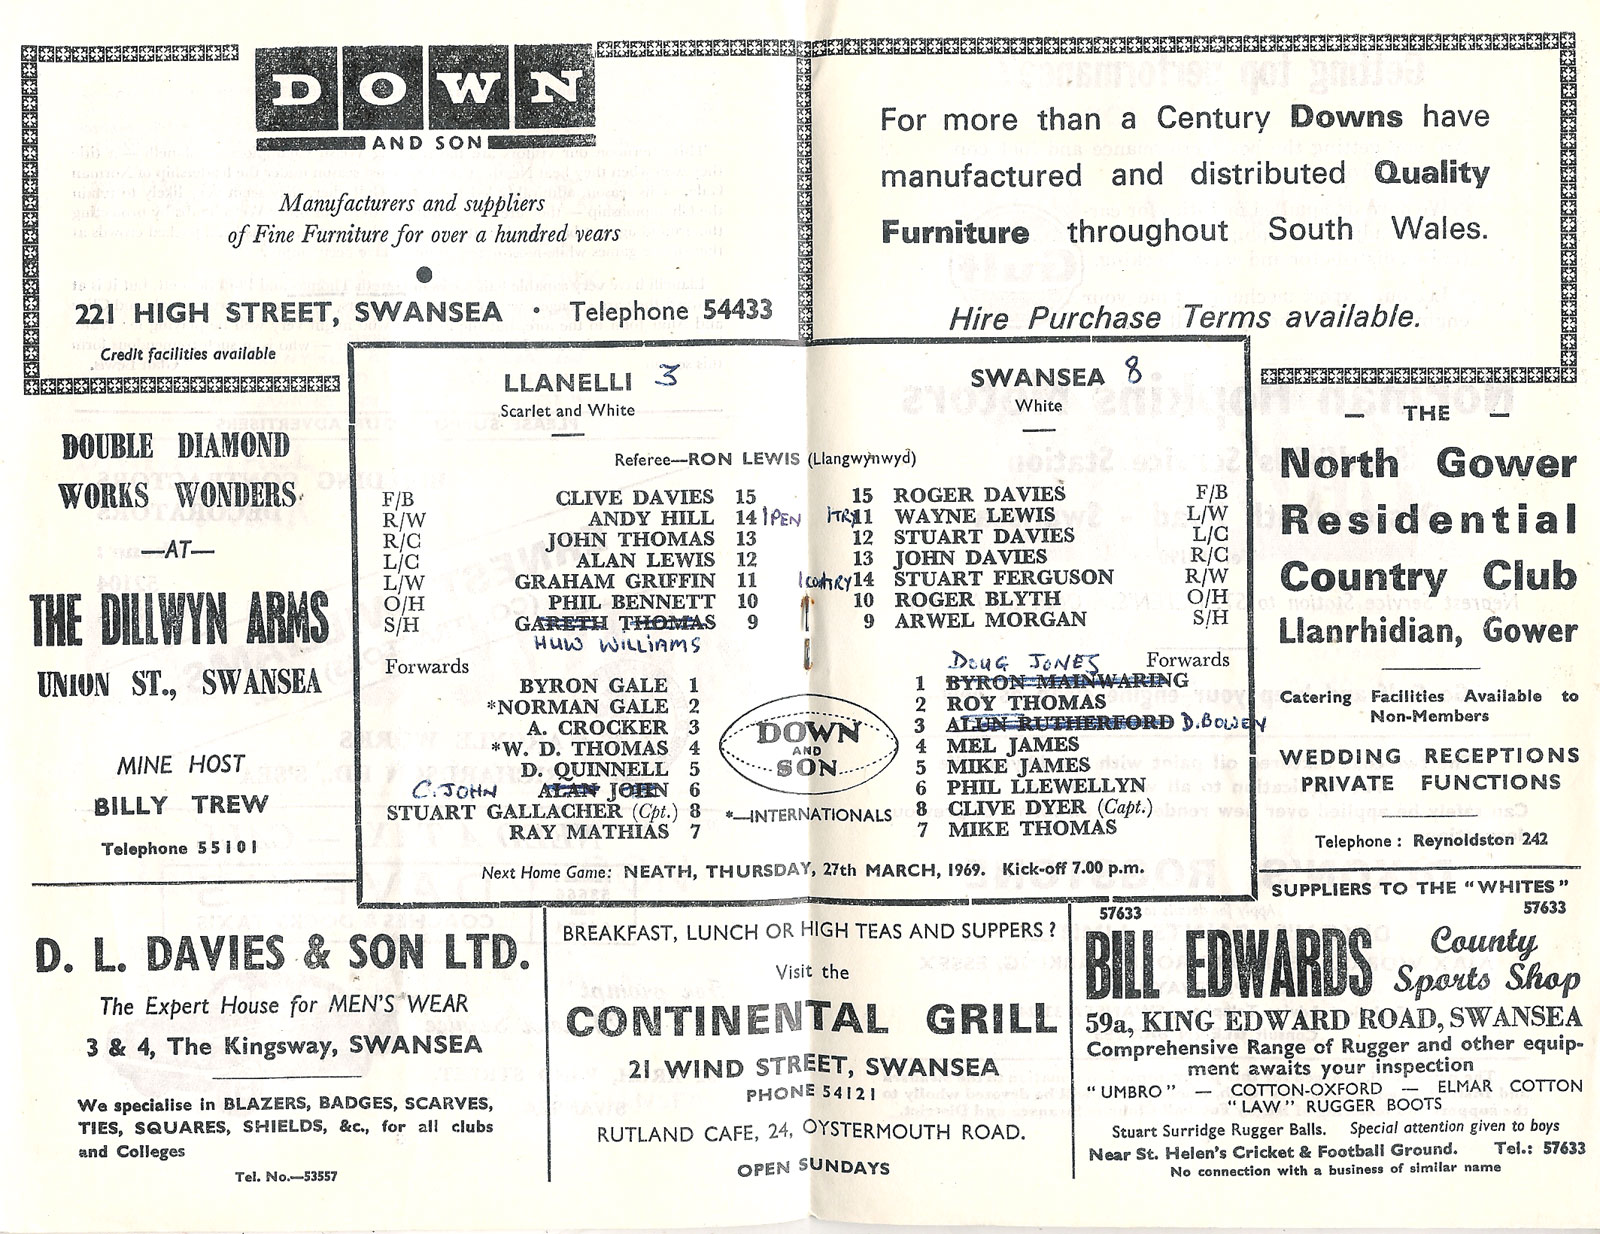 DOWN
AND SON
Manufacturers and suppliers
of Fine Furniture for over a hundred years
221 HIGH STREET, SWANSEA · Telephone 54433
Credit facilities available
For more than a Century Downs have
manufactured and distributed Quality
Furniture throughout South Wales.
Hire Purchase Terms available.
DOUBLE DIAMOND
WORKS WONDERS
—AT—
THE DILLWYN ARMS
UNION ST., SWANSEA
MINE HOST
BILLY TREW
Telephone 55101
LLANELLI 3
Scarlet and White
SWANSEA 8
White
Referee—RON LEWIS (Llangwynwyd)
F/B CLIVE DAVIES 15
R/W ANDY HILL 14 1 PEN
R/C JOHN THOMAS 13
L/C ALAN LEWIS 12
L/W GRAHAM GRIFFIN 11
O/H PHIL BENNETT 10
S/H GARETH THOMAS 9
HUW WILLIAMS
Forwards
BYRON GALE 1
*NORMAN GALE 2
A. CROCKER 3
*W. D. THOMAS 4
D. QUINNELL 5
C. JOHN ALAN JOHN 6
STUART GALLACHER (Cpt.) 8
RAY MATHIAS 7
15 ROGER DAVIES F/B
1TRY 11 WAYNE LEWIS L/W
12 STUART DAVIES L/C
13 JOHN DAVIES R/C
1 CON 1TRY 14 STUART FERGUSON R/W
10 ROGER BLYTH O/H
9 ARWEL MORGAN S/H
DOUG JONES Forwards
1 BYRON MAINWARING
2 ROY THOMAS
3 ALUN RUTHERFORD D. BOWEN
4 MEL JAMES
5 MIKE JAMES
6 PHIL LLEWELLYN
8 CLIVE DYER (Capt.)
7 MIKE THOMAS
DOWN
AND
SON
*—INTERNATIONALS
Next Home Game: NEATH, THURSDAY, 27th MARCH, 1969. Kick-off 7.00 p.m.
— THE —
North Gower
Residential
Country Club
Llanrhidian, Gower
Catering Facilities Available to
Non-Members
WEDDING RECEPTIONS
PRIVATE FUNCTIONS
Telephone : Reynoldston 242
D. L. DAVIES & SON LTD.
The Expert House for MEN'S WEAR
3 & 4, The Kingsway, SWANSEA
We specialise in BLAZERS, BADGES, SCARVES,
TIES, SQUARES, SHIELDS, &c., for all clubs
and Colleges
Tel. No.—53557
BREAKFAST, LUNCH OR HIGH TEAS AND SUPPERS ?
Visit the
CONTINENTAL GRILL
21 WIND STREET, SWANSEA
PHONE 54121
RUTLAND CAFE, 24, OYSTERMOUTH ROAD.
OPEN SUNDAYS
SUPPLIERS TO THE "WHITES"
57633 57633
BILL EDWARDS County
Sports Shop
59a, KING EDWARD ROAD, SWANSEA
Comprehensive Range of Rugger and other equip-
ment awaits your inspection
"UMBRO" — COTTON-OXFORD — ELMAR COTTON
"LAW" RUGGER BOOTS
Stuart Surridge Rugger Balls. Special attention given to boys
Near St. Helen's Cricket & Football Ground. Tel.: 57633
No connection with a business of similar name